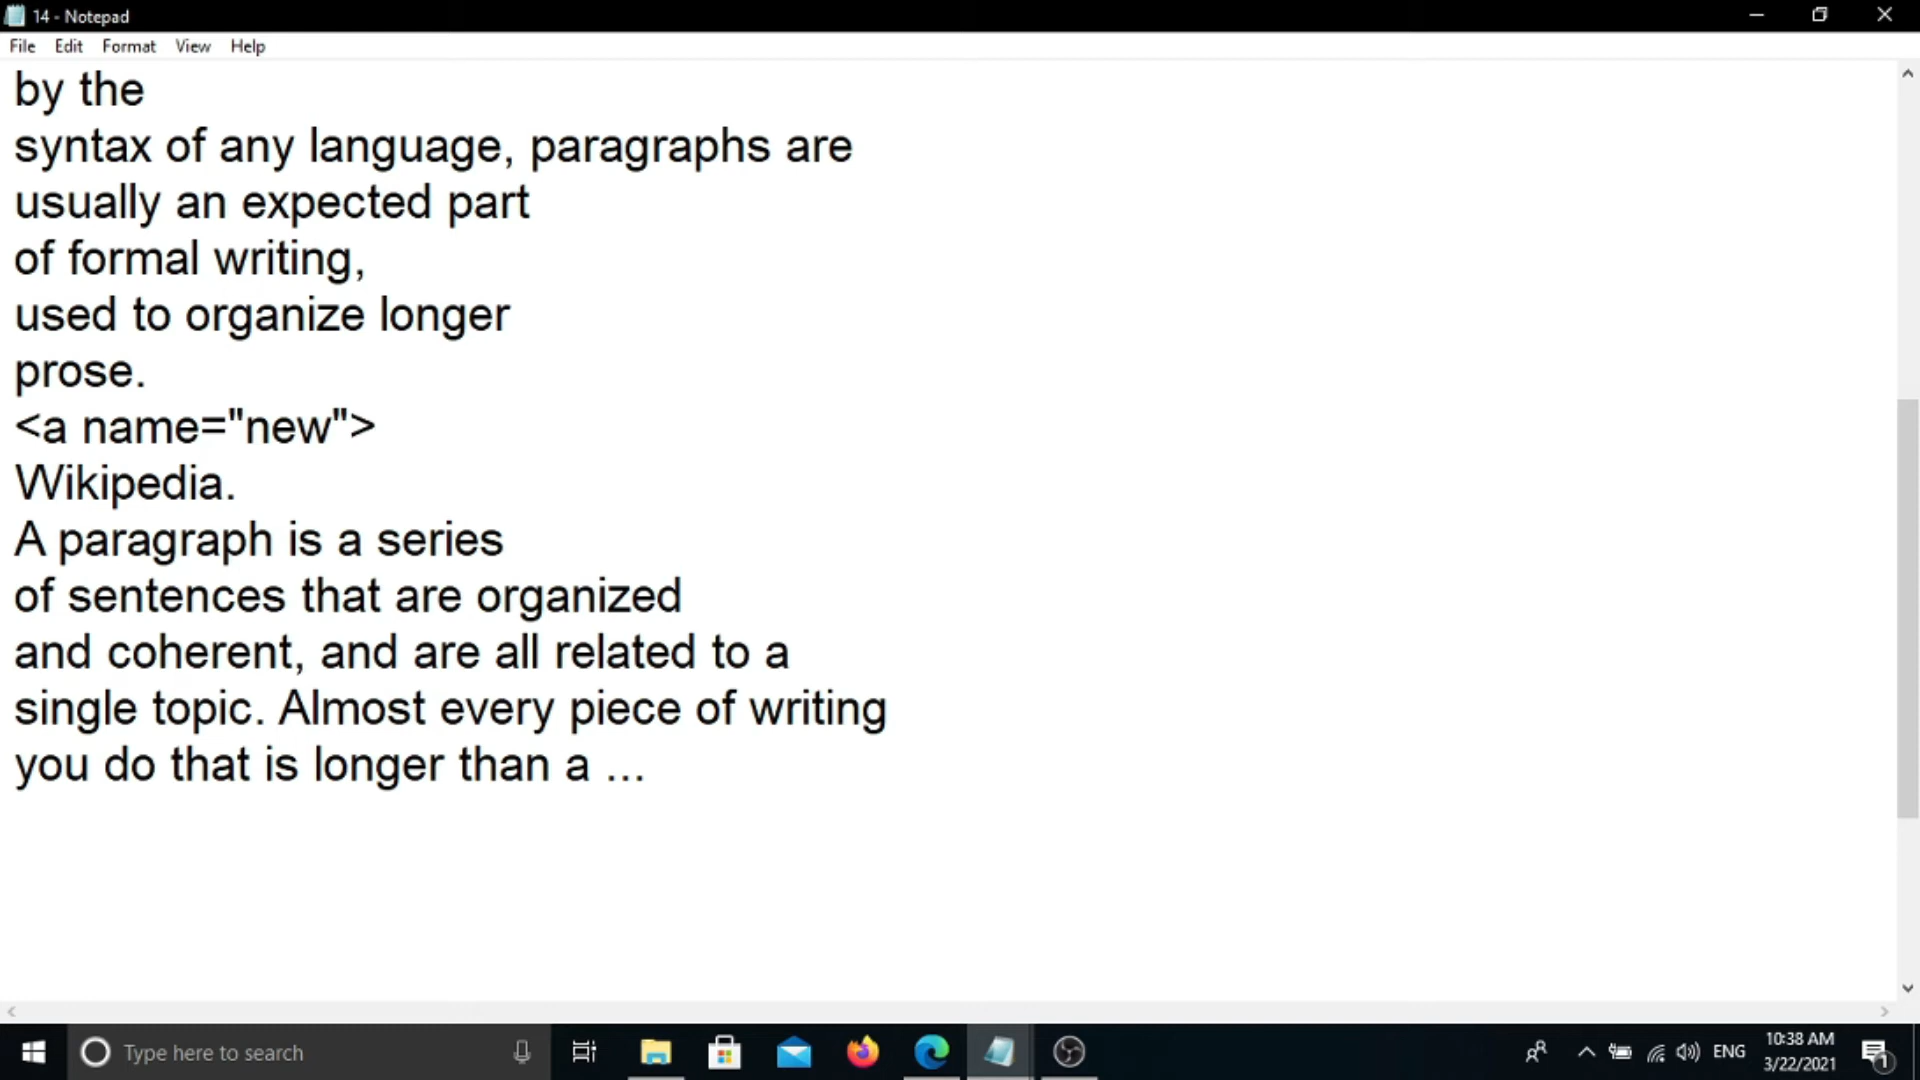 14 - Notepad
File Edit Format View Help
by the
syntax of any language, paragraphs are
usually an expected part
of formal writing,
used to organize longer
prose.
<a name="new">
Wikipedia.
A paragraph is a series
of sentences that are organized
and coherent, and are all related to a
single topic. Almost every piece of writing
you do that is longer than a ...
Type here to search
ENG
10:38 AM
3/22/2021
1